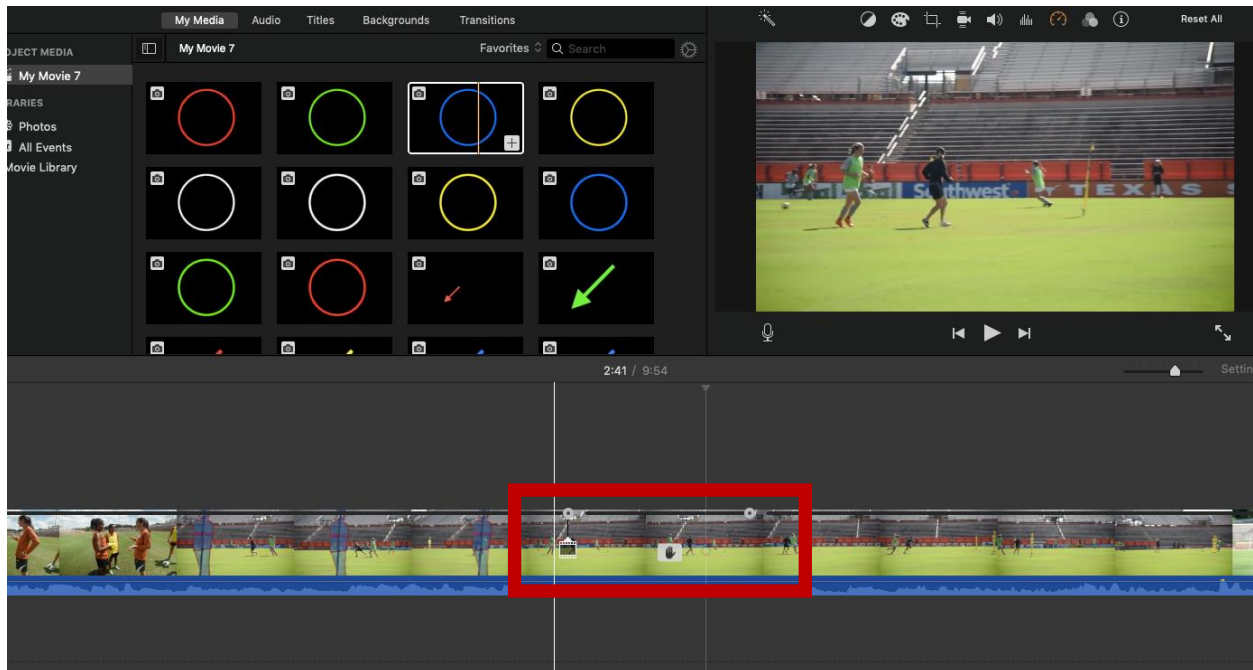 My Media Audio Titles Backgrounds Transitions
Reset All
OJECT MEDIA
My Movie 7
Favorites
Search
My Movie 7
RARIES
Photos
All Events
Movie Library
Southwest
TEXAS S
2:41 / 9:54
Settin